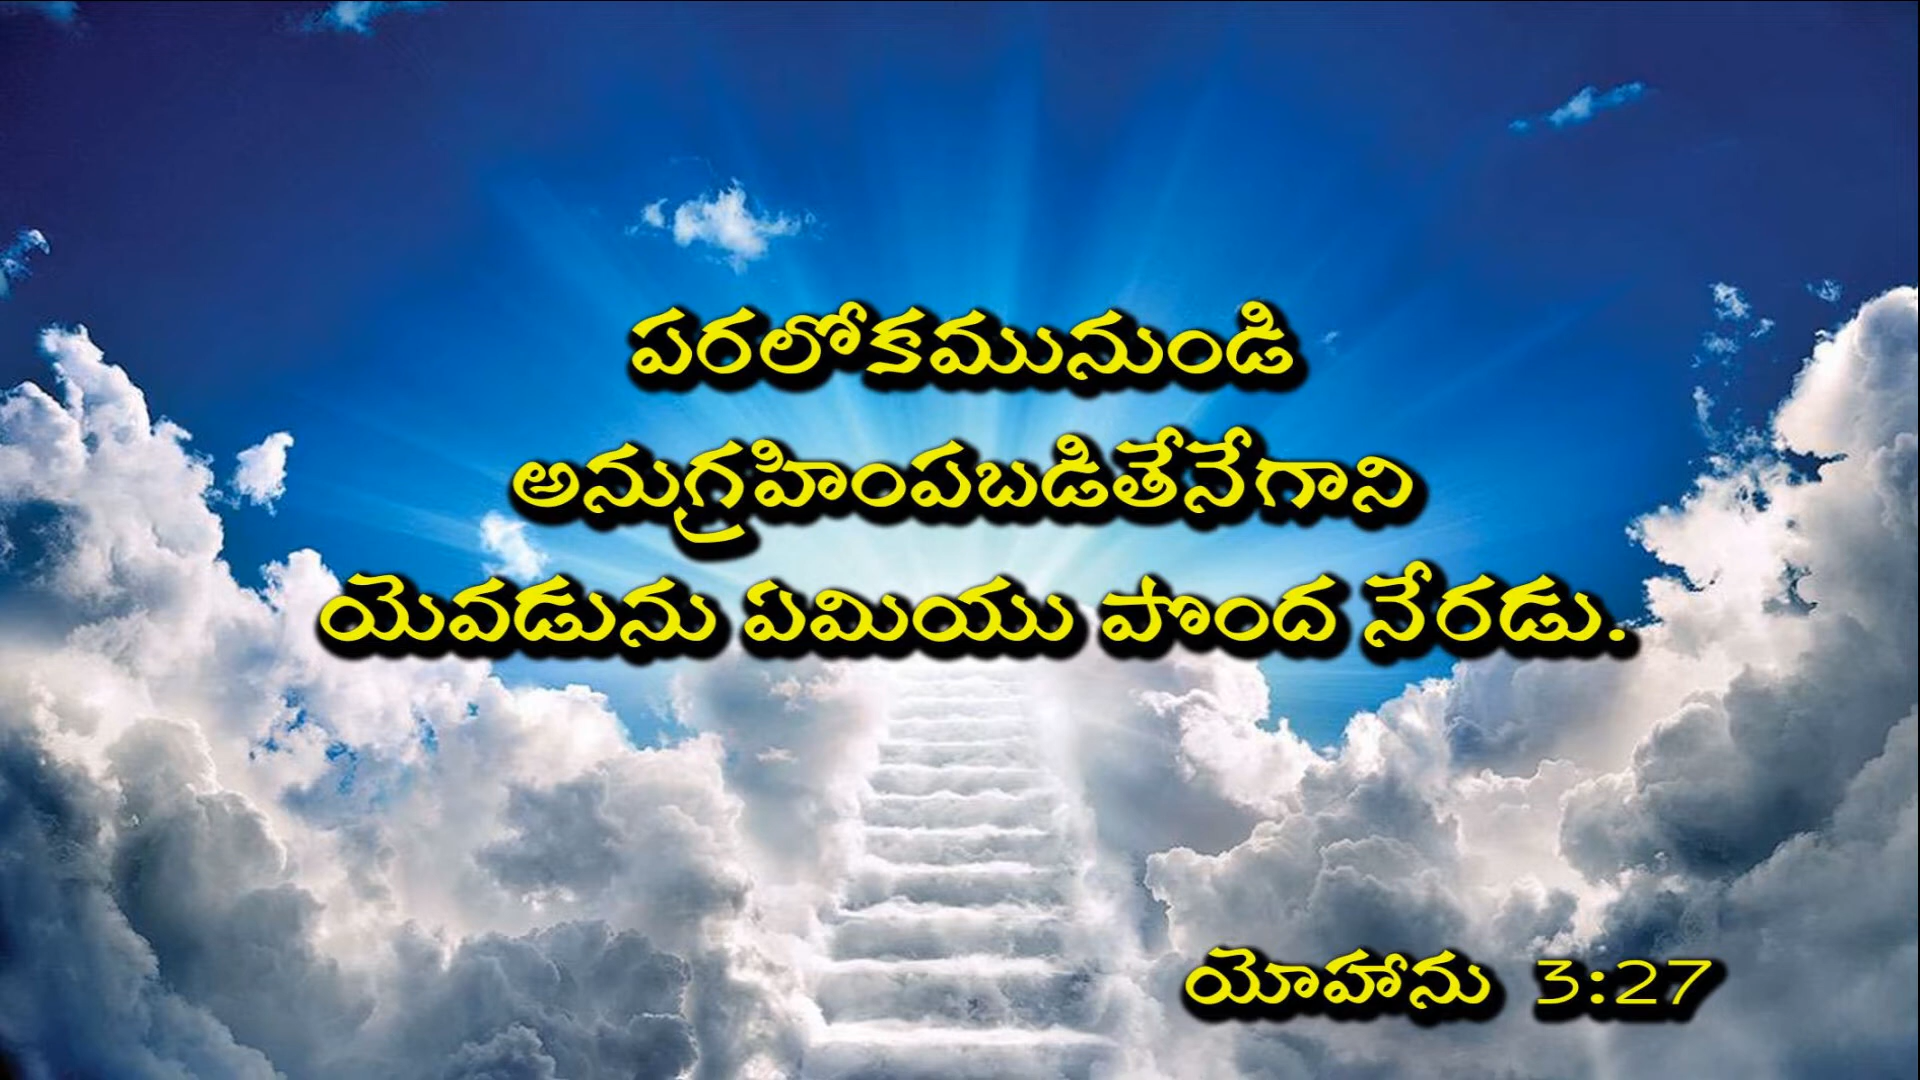 పరలోకమునుండి
అనుగ్రహింపబడితేనేగాని
యెవడును ఏమియు పొంద నేరడు.
యోహాను 3:27